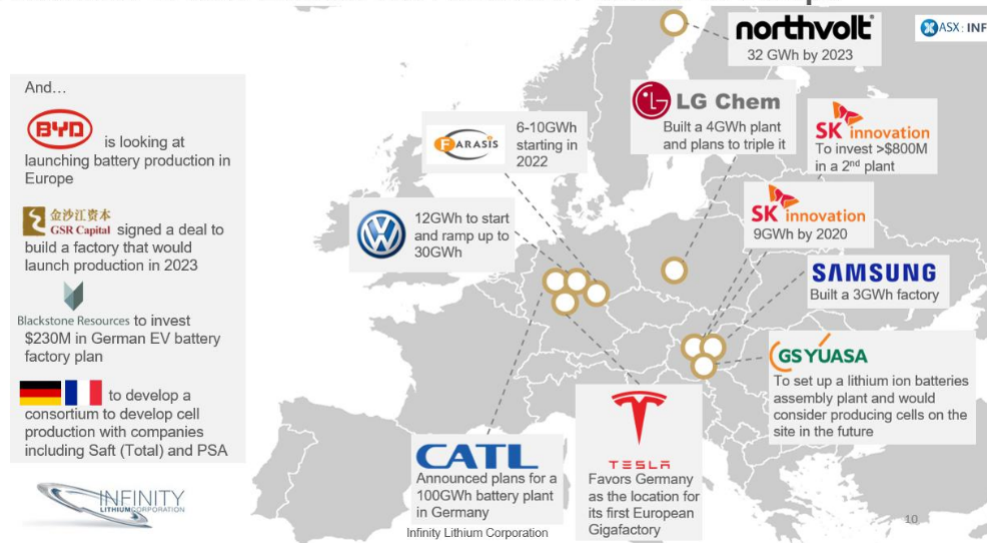 northvolt
32 GWh by 2023
ASX: INF
And…
BYD
is looking at
launching battery production in
Europe
金沙江资本
GSR Capital signed a deal to
build a factory that would
launch production in 2023
Blackstone Resources to invest
$230M in German EV battery
factory plan
to develop a
consortium to develop cell
production with companies
including Saft (Total) and PSA
INFINITY
LITHIUM CORPORATION
FARASIS
6-10GWh
starting in
2022
LG Chem
Built a 4GWh plant
and plans to triple it
SK innovation
To invest >$800M
in a 2nd plant
12GWh to start
and ramp up to
30GWh
SK innovation
9GWh by 2020
SAMSUNG
Built a 3GWh factory
GS YUASA
To set up a lithium ion batteries
assembly plant and would
consider producing cells on the
site in the future
CATL
Announced plans for a
100GWh battery plant
in Germany
TESLA
Favors Germany
as the location for
its first European
Gigafactory
Infinity Lithium Corporation
10